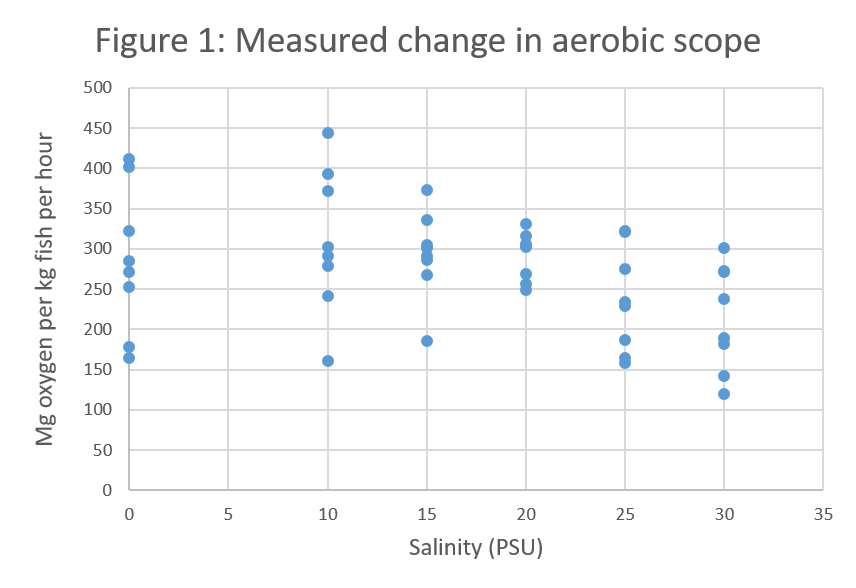 Figure 1: Measured change in aerobic scope
500
450
400
350
300
250
200
150
100
50
0
Mg oxygen per kg fish per hour
0 5 10 15 20 25 30 35
Salinity (PSU)